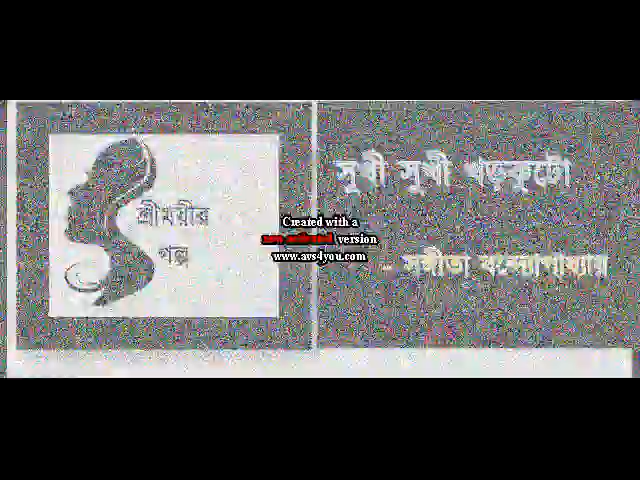 শ্রীময়ীর
গল্প
সুখী সুখী খড়কুটো
- সঙ্গীতা বন্দ্যোপাধ্যায়
Created with a
version
www.avs4you.com